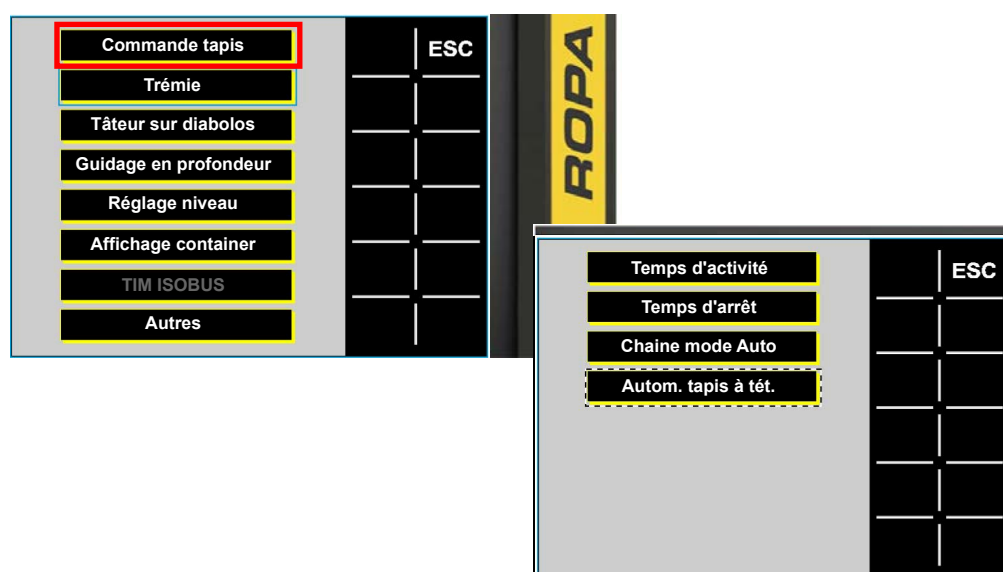 Commande tapis
ESC
Trémie
Tâteur sur diabolos
Guidage en profondeur
Réglage niveau
Affichage container
TIM ISOBUS
Autres
ROPA
Temps d'activité
ESC
Temps d'arrêt
Chaine mode Auto
Autom. tapis à tét.